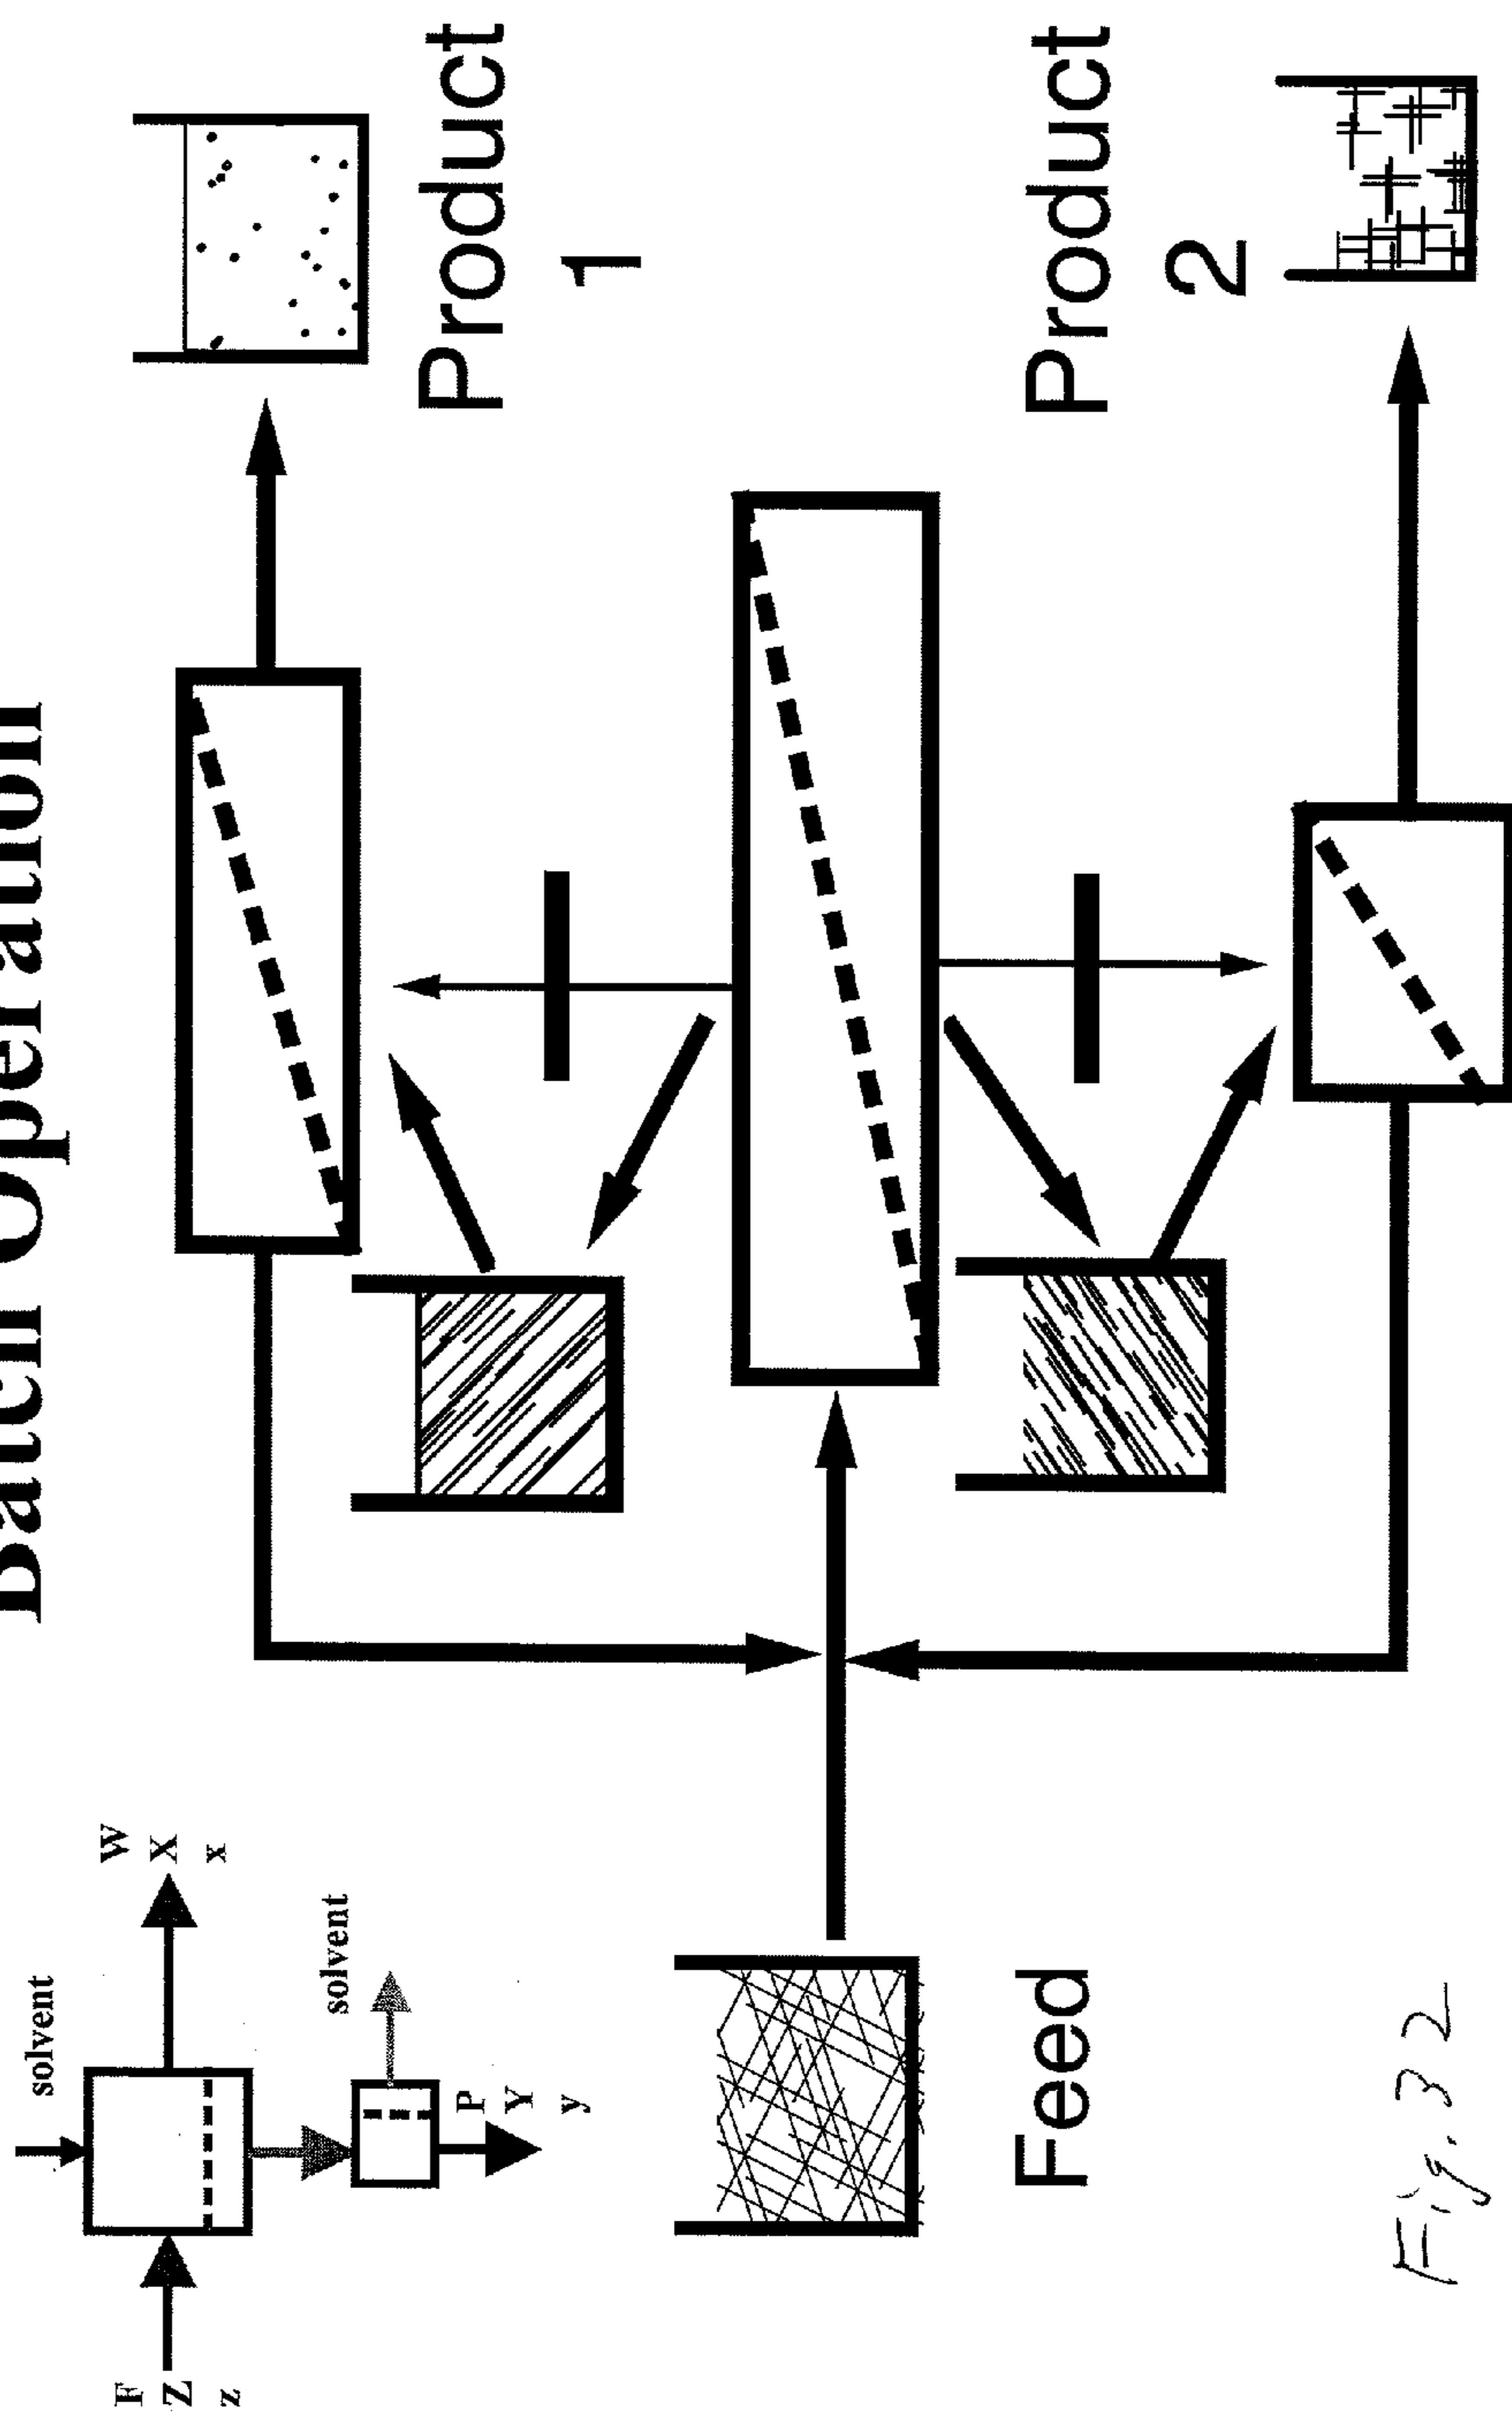 Batch Operation
solvent
F
Z
z
W
X
x
solvent
P
Y
y
Product
1
Feed
Product
2
Fig. 32